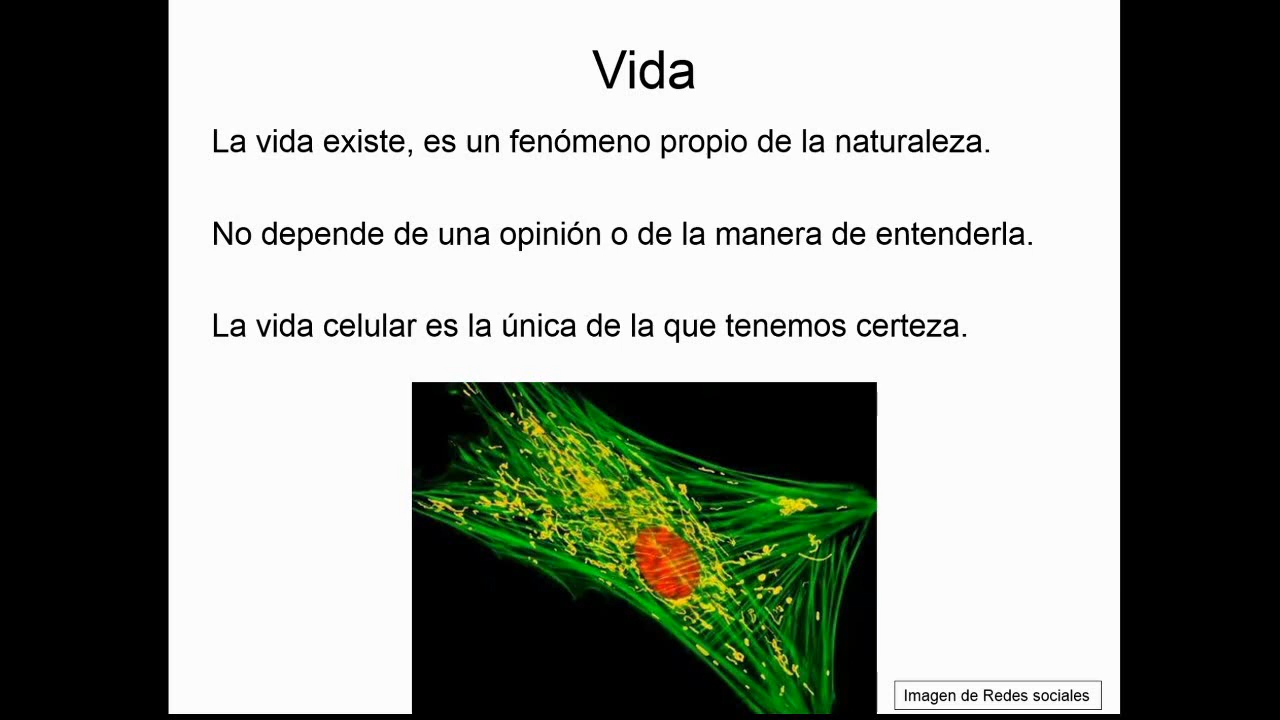 Vida
La vida existe, es un fenómeno propio de la naturaleza.
No depende de una opinión o de la manera de entenderla.
La vida celular es la única de la que tenemos certeza.
Imagen de Redes sociales